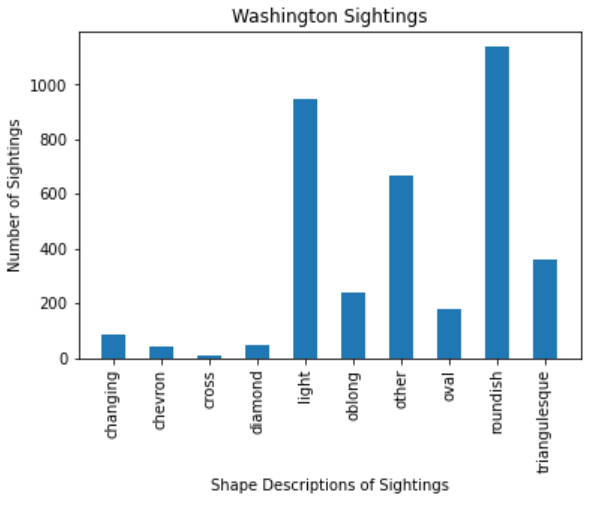 Washington Sightings
Number of Sightings
1000
800
600
400
200
0
changing
chevron
cross
diamond
light
oblong
other
oval
roundish
triangulesque
Shape Descriptions of Sightings